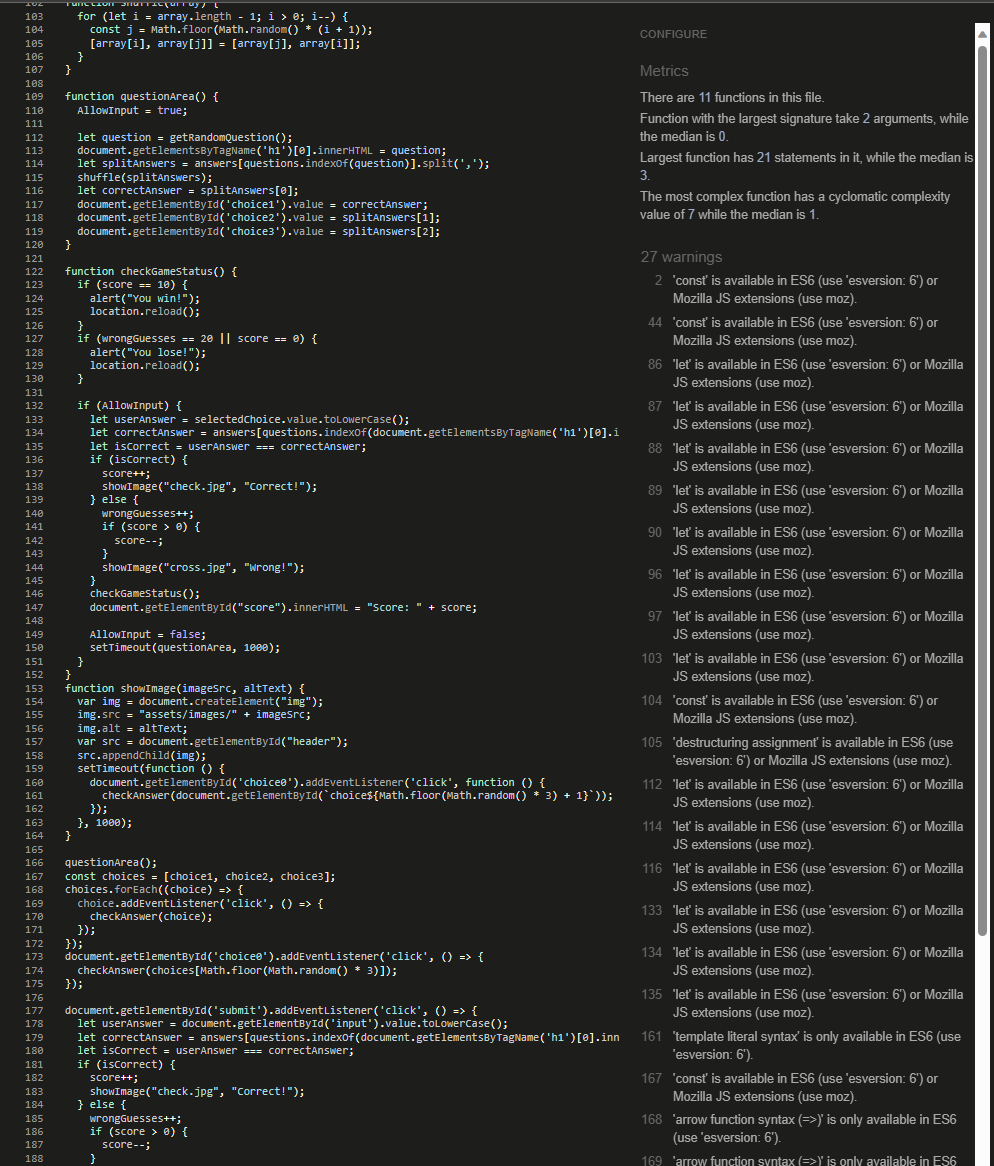 102 function shuffle(array) {
103 for (let i = array.length - 1; i > 0; i--) {
104 const j = Math.floor(Math.random() * (i + 1));
105 [array[i], array[j]] = [array[j], array[i]];
106 }
107 }
108
109 function questionArea() {
110 AllowInput = true;
111
112 let question = getRandomQuestion();
113 document.getElementsByTagName('h1')[0].innerHTML = question;
114 let splitAnswers = answers[questions.indexOf(question)].split(',');
115 shuffle(splitAnswers);
116 let correctAnswer = splitAnswers[0];
117 document.getElementById('choice1').value = correctAnswer;
118 document.getElementById('choice2').value = splitAnswers[1];
119 document.getElementById('choice3').value = splitAnswers[2];
120 }
121
122 function checkGameStatus() {
123 if (score == 10) {
124 alert("You win!");
125 location.reload();
126 }
127 if (wrongGuesses == 20 || score == 0) {
128 alert("You lose!");
129 location.reload();
130 }
131
132 if (AllowInput) {
133 let userAnswer = selectedChoice.value.toLowerCase();
134 let correctAnswer = answers[questions.indexOf(document.getElementsByTagName('h1')[0].i
135 let isCorrect = userAnswer === correctAnswer;
136 if (isCorrect) {
137 score++;
138 showImage("check.jpg", "Correct!");
139 } else {
140 wrongGuesses++;
141 if (score > 0) {
142 score--;
143 }
144 showImage("cross.jpg", "Wrong!");
145 }
146 checkGameStatus();
147 document.getElementById("score").innerHTML = "Score: " + score;
148
149 AllowInput = false;
150 setTimeout(questionArea, 1000);
151 }
152 }
153 function showImage(imageSrc, altText) {
154 var img = document.createElement("img");
155 img.src = "assets/images/" + imageSrc;
156 img.alt = altText;
157 var src = document.getElementById("header");
158 src.appendChild(img);
159 setTimeout(function () {
160 document.getElementById('choice0').addEventListener('click', function () {
161 checkAnswer(document.getElementById(`choice${Math.floor(Math.random() * 3) + 1}`));
162 });
163 }, 1000);
164 }
165
166 questionArea();
167 const choices = [choice1, choice2, choice3];
168 choices.forEach((choice) => {
169 choice.addEventListener('click', () => {
170 checkAnswer(choice);
171 });
172 });
173 document.getElementById('choice0').addEventListener('click', () => {
174 checkAnswer(choices[Math.floor(Math.random() * 3)]);
175 });
176
177 document.getElementById('submit').addEventListener('click', () => {
178 let userAnswer = document.getElementById('input').value.toLowerCase();
179 let correctAnswer = answers[questions.indexOf(document.getElementsByTagName('h1')[0].inn
180 let isCorrect = userAnswer === correctAnswer;
181 if (isCorrect) {
182 score++;
183 showImage("check.jpg", "Correct!");
184 } else {
185 wrongGuesses++;
186 if (score > 0) {
187 score--;
188 }
CONFIGURE
Metrics
There are 11 functions in this file.
Function with the largest signature take 2 arguments, while
the median is 0.
Largest function has 21 statements in it, while the median is
3.
The most complex function has a cyclomatic complexity
value of 7 while the median is 1.
27 warnings
2 'const' is available in ES6 (use 'esversion: 6') or
Mozilla JS extensions (use moz).
44 'const' is available in ES6 (use 'esversion: 6') or
Mozilla JS extensions (use moz).
86 'let' is available in ES6 (use 'esversion: 6') or Mozilla
JS extensions (use moz).
87 'let' is available in ES6 (use 'esversion: 6') or Mozilla
JS extensions (use moz).
88 'let' is available in ES6 (use 'esversion: 6') or Mozilla
JS extensions (use moz).
89 'let' is available in ES6 (use 'esversion: 6') or Mozilla
JS extensions (use moz).
90 'let' is available in ES6 (use 'esversion: 6') or Mozilla
JS extensions (use moz).
96 'let' is available in ES6 (use 'esversion: 6') or Mozilla
JS extensions (use moz).
97 'let' is available in ES6 (use 'esversion: 6') or Mozilla
JS extensions (use moz).
103 'let' is available in ES6 (use 'esversion: 6') or Mozilla
JS extensions (use moz).
104 'const' is available in ES6 (use 'esversion: 6') or
Mozilla JS extensions (use moz).
105 'destructuring assignment' is available in ES6 (use
'esversion: 6') or Mozilla JS extensions (use moz).
112 'let' is available in ES6 (use 'esversion: 6') or Mozilla
JS extensions (use moz).
114 'let' is available in ES6 (use 'esversion: 6') or Mozilla
JS extensions (use moz).
116 'let' is available in ES6 (use 'esversion: 6') or Mozilla
JS extensions (use moz).
133 'let' is available in ES6 (use 'esversion: 6') or Mozilla
JS extensions (use moz).
134 'let' is available in ES6 (use 'esversion: 6') or Mozilla
JS extensions (use moz).
135 'let' is available in ES6 (use 'esversion: 6') or Mozilla
JS extensions (use moz).
161 'template literal syntax' is only available in ES6 (use
'esversion: 6').
167 'const' is available in ES6 (use 'esversion: 6') or
Mozilla JS extensions (use moz).
168 'arrow function syntax (=>)' is only available in ES6
(use 'esversion: 6').
169 'arrow function syntax (=>)' is only available in ES6